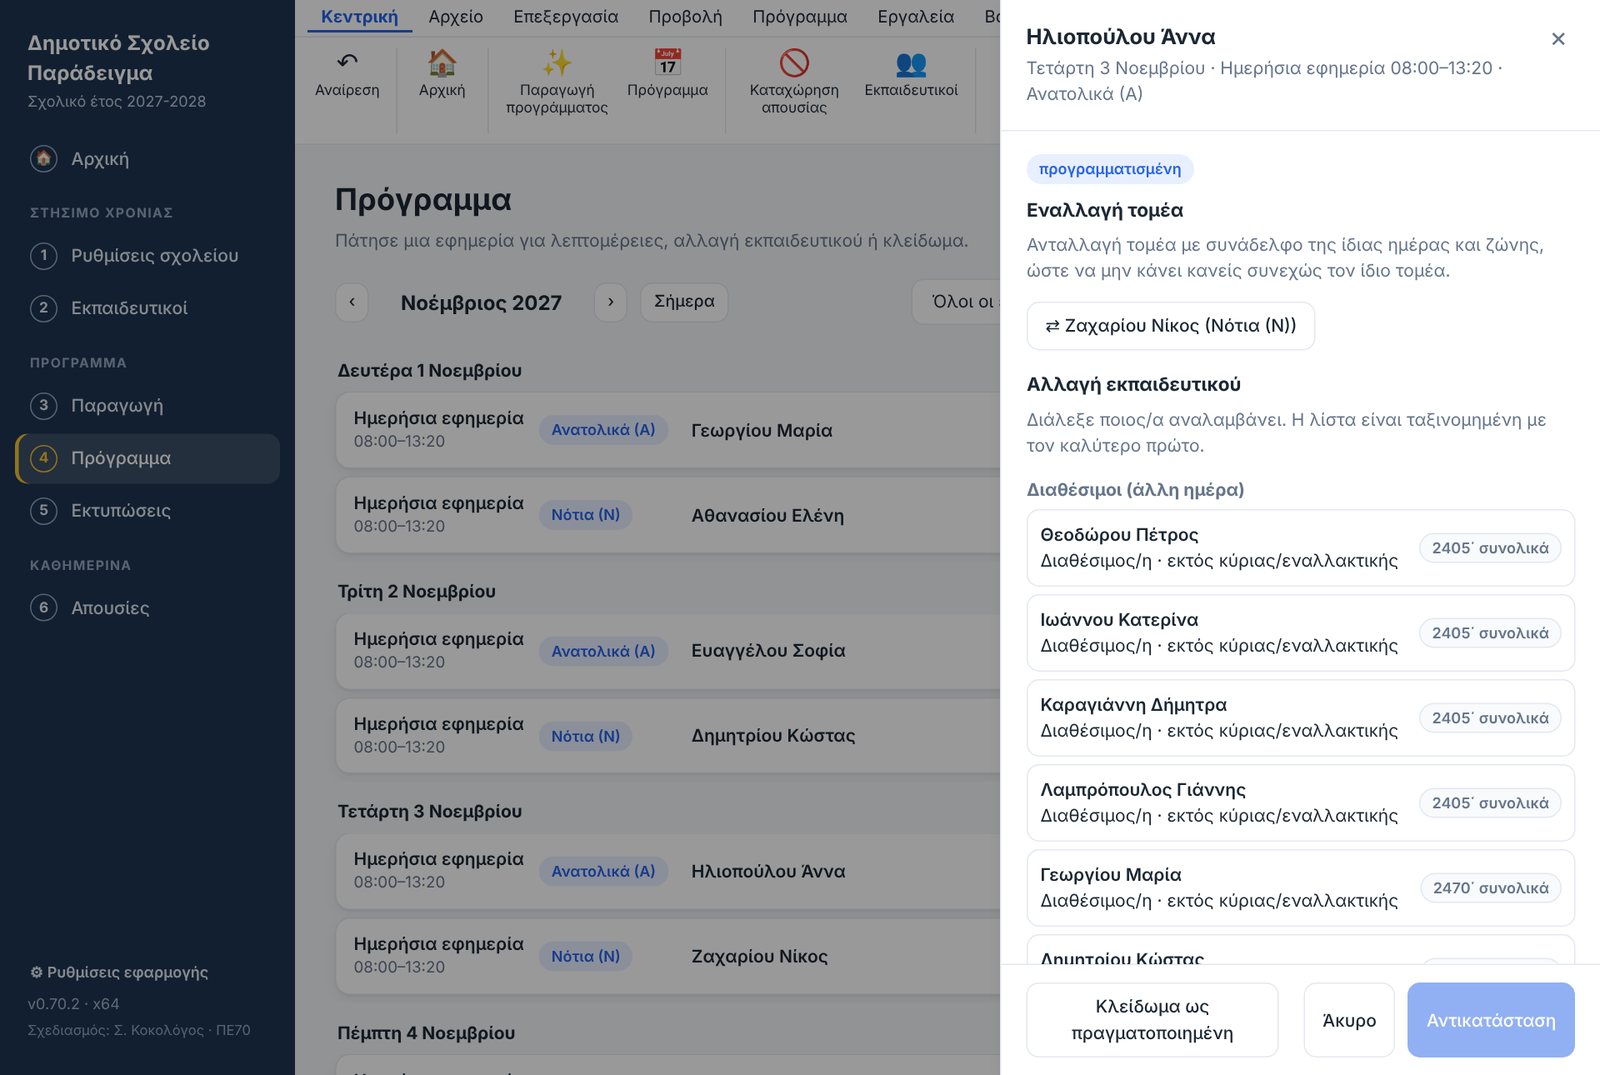 Δημοτικό Σχολείο
Παράδειγμα
Σχολικό έτος 2027-2028
Αρχική
ΣΤΗΣΙΜΟ ΧΡΟΝΙΑΣ
1 Ρυθμίσεις σχολείου
2 Εκπαιδευτικοί
ΠΡΟΓΡΑΜΜΑ
3 Παραγωγή
4 Πρόγραμμα
5 Εκτυπώσεις
ΚΑΘΗΜΕΡΙΝΑ
6 Απουσίες
Ρυθμίσεις εφαρμογής
v0.70.2 · x64
Σχεδιασμός: Σ. Κοκολόγος · ΠΕ70
Κεντρική Αρχείο Επεξεργασία Προβολή Πρόγραμμα Εργαλεία
Αναίρεση
Αρχική
Παραγωγή
προγράμματος
Πρόγραμμα
Καταχώρηση
απουσίας
Εκπαιδευτικοί
Πρόγραμμα
Πάτησε μια εφημερία για λεπτομέρειες, αλλαγή εκπαιδευτικού ή κλείδωμα.
‹ Νοέμβριος 2027 › Σήμερα Όλοι οι
Δευτέρα 1 Νοεμβρίου
Ημερήσια εφημερία
08:00–13:20
Ανατολικά (Α)
Γεωργίου Μαρία
Ημερήσια εφημερία
08:00–13:20
Νότια (Ν)
Αθανασίου Ελένη
Τρίτη 2 Νοεμβρίου
Ημερήσια εφημερία
08:00–13:20
Ανατολικά (Α)
Ευαγγέλου Σοφία
Ημερήσια εφημερία
08:00–13:20
Νότια (Ν)
Δημητρίου Κώστας
Τετάρτη 3 Νοεμβρίου
Ημερήσια εφημερία
08:00–13:20
Ανατολικά (Α)
Ηλιοπούλου Άννα
Ημερήσια εφημερία
08:00–13:20
Νότια (Ν)
Ζαχαρίου Νίκος
Πέμπτη 4 Νοεμβρίου
Ηλιοπούλου Άννα
Τετάρτη 3 Νοεμβρίου · Ημερήσια εφημερία 08:00–13:20 ·
Ανατολικά (Α)
προγραμματισμένη
Εναλλαγή τομέα
Ανταλλαγή τομέα με συνάδελφο της ίδιας ημέρας και ζώνης,
ώστε να μην κάνει κανείς συνεχώς τον ίδιο τομέα.
⇄ Ζαχαρίου Νίκος (Νότια (Ν))
Αλλαγή εκπαιδευτικού
Διάλεξε ποιος/α αναλαμβάνει. Η λίστα είναι ταξινομημένη με
τον καλύτερο πρώτο.
Διαθέσιμοι (άλλη ημέρα)
Θεοδώρου Πέτρος
Διαθέσιμος/η · εκτός κύριας/εναλλακτικής
2405΄ συνολικά
Ιωάννου Κατερίνα
Διαθέσιμος/η · εκτός κύριας/εναλλακτικής
2405΄ συνολικά
Καραγιάννη Δήμητρα
Διαθέσιμος/η · εκτός κύριας/εναλλακτικής
2405΄ συνολικά
Λαμπρόπουλος Γιάννης
Διαθέσιμος/η · εκτός κύριας/εναλλακτικής
2405΄ συνολικά
Γεωργίου Μαρία
Διαθέσιμος/η · εκτός κύριας/εναλλακτικής
2470΄ συνολικά
Δημητρίου Κώστας
Κλείδωμα ως
πραγματοποιημένη
Άκυρο
Αντικατάσταση